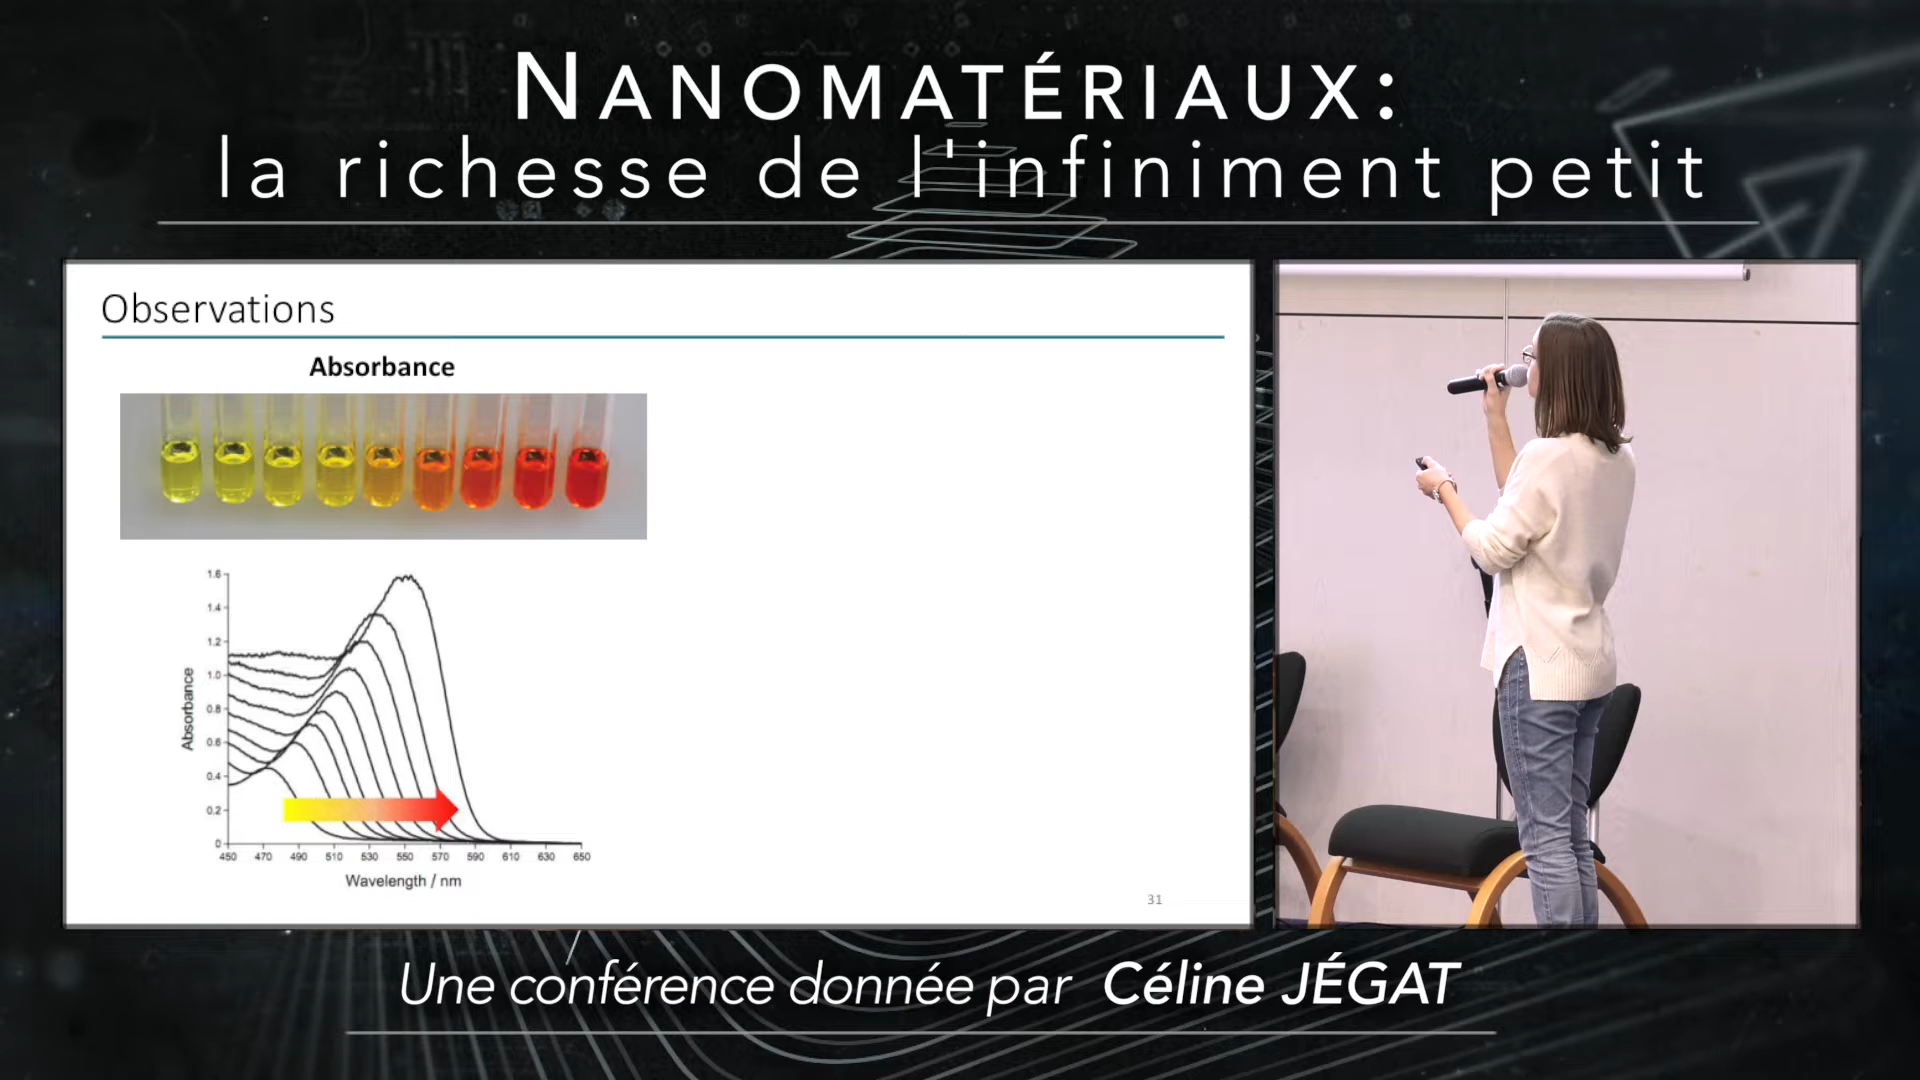 NANOMATÉRIAUX:
la richesse de l'infiniment petit
Observations
Absorbance
1.6
1.4
1.2
1.0
0.8
0.6
0.4
0.2
0
Absorbance
450 470 490 510 530 550 570 590 610 630 650
Wavelength / nm
31
Une conférence donnée par Céline JÉGAT